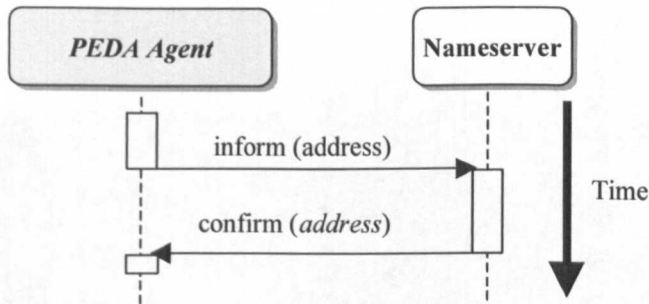 PEDA Agent
Nameserver
inform (address)
Time
confirm (address)